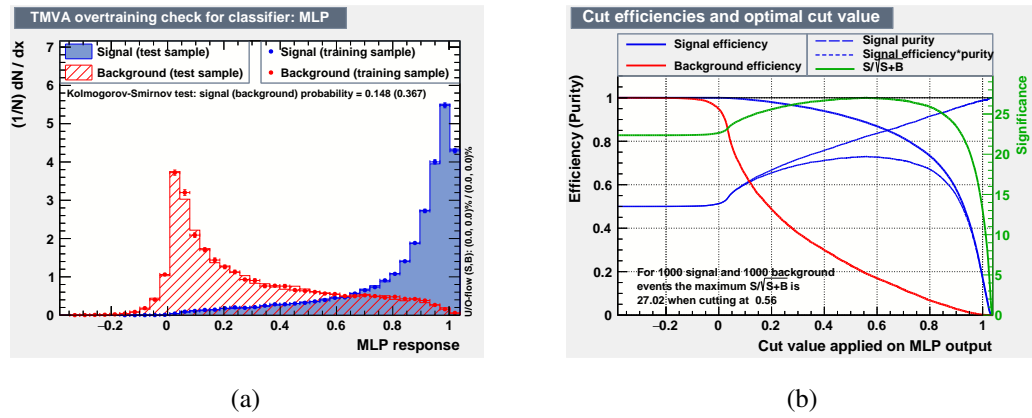 TMVA overtraining check for classifier: MLP
(1/N) dN / dx
7
6
5
4
3
2
1
0
Signal (test sample)
Background (test sample)
Signal (training sample)
Background (training sample)
Kolmogorov-Smirnov test: signal (background) probability = 0.148 (0.367)
U/O-flow (S,B): (0.0, 0.0)% / (0.0, 0.0)%
−0.2
0
0.2
0.4
0.6
0.8
1
MLP response
(a)
Cut efficiencies and optimal cut value
Signal efficiency
Background efficiency
Signal purity
Signal efficiency*purity
S/√S+B
Efficiency (Purity)
1
0.8
0.6
0.4
0.2
0
For 1000 signal and 1000 background
events the maximum S/√S+B is
27.02 when cutting at 0.56
25
20
15
10
5
0
Significance
−0.2
0
0.2
0.4
0.6
0.8
1
Cut value applied on MLP output
(b)